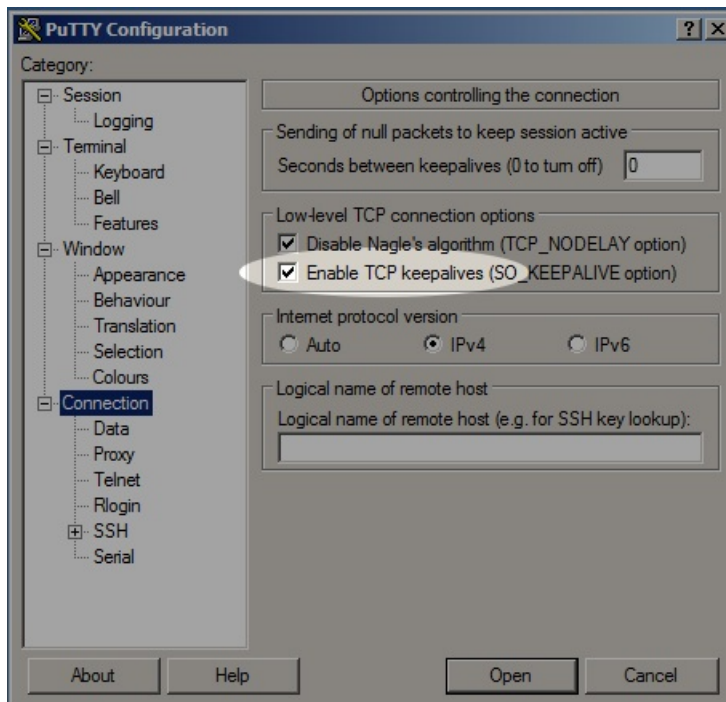 PuTTY Configuration
Category:
Session
Logging
Terminal
Keyboard
Bell
Features
Window
Appearance
Behaviour
Translation
Selection
Colours
Connection
Data
Proxy
Telnet
Rlogin
SSH
Serial
Options controlling the connection
Sending of null packets to keep session active
Seconds between keepalives (0 to turn off) 0
Low-level TCP connection options
Disable Nagle's algorithm (TCP_NODELAY option)
Enable TCP keepalives (SO_KEEPALIVE option)
Internet protocol version
Auto IPv4 IPv6
Logical name of remote host
Logical name of remote host (e.g. for SSH key lookup):
About Help Open Cancel